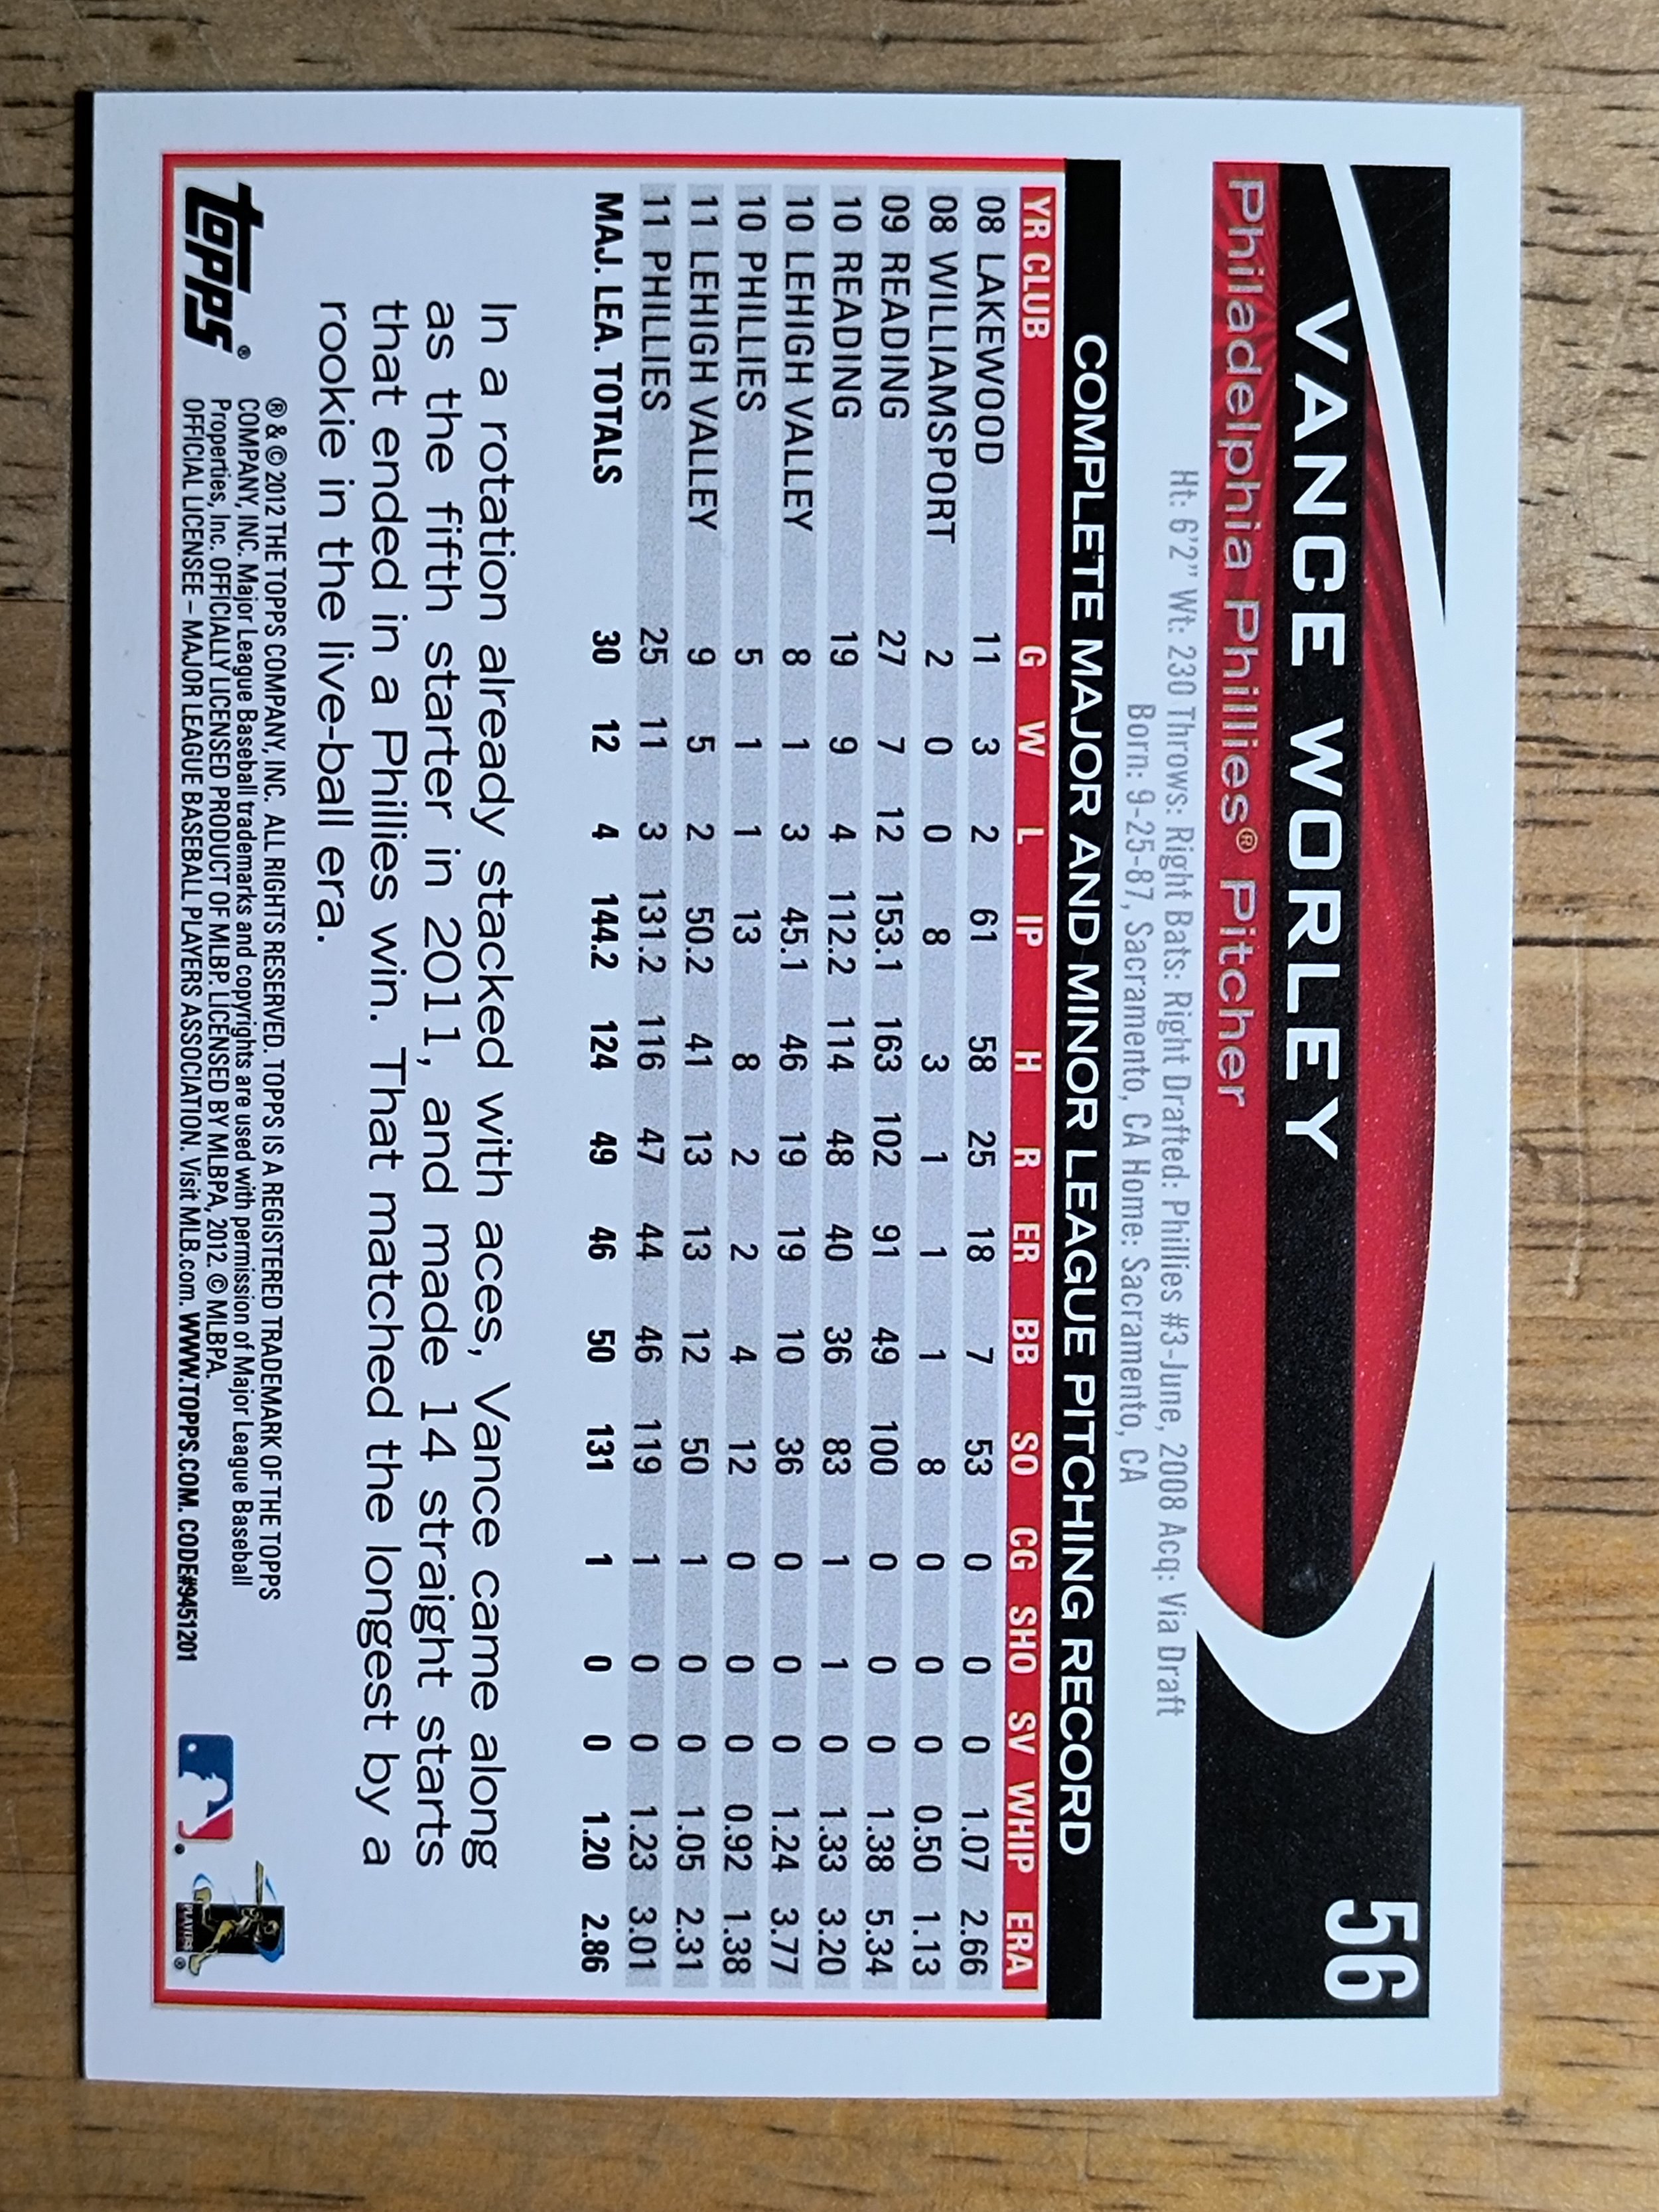 56
VANCE WORLEY
Philadelphia Phillies® Pitcher
Ht: 6'2" Wt: 230 Throws: Right Bats: Right Drafted: Phillies #3-June, 2008 Acq: Via Draft
Born: 9-25-87, Sacramento, CA Home: Sacramento, CA
COMPLETE MAJOR AND MINOR LEAGUE PITCHING RECORD
YR CLUB G W L IP H R ER BB SO CG SHO SV WHIP ERA
08 LAKEWOOD 11 3 2 61 58 25 18 7 53 0 0 0 1.07 2.66
08 WILLIAMSPORT 2 0 0 8 3 1 1 1 8 0 0 0 0.50 1.13
09 READING 27 7 12 153.1 163 102 91 49 100 0 0 0 1.38 5.34
10 READING 19 9 4 112.2 114 48 40 36 83 1 1 0 1.33 3.20
10 LEHIGH VALLEY 8 1 3 45.1 46 19 19 10 36 0 0 0 1.24 3.77
10 PHILLIES 5 1 1 13 8 2 2 4 12 0 0 0 0.92 1.38
11 LEHIGH VALLEY 9 5 2 50.2 41 13 13 12 50 1 0 0 1.05 2.31
11 PHILLIES 25 11 3 131.2 116 47 44 46 119 1 0 0 1.23 3.01
MAJ. LEA. TOTALS 30 12 4 144.2 124 49 46 50 131 1 0 0 1.20 2.86
In a rotation already stacked with aces, Vance came along
as the fifth starter in 2011, and made 14 straight starts
that ended in a Phillies win. That matched the longest by a
rookie in the live-ball era.
topps®
® & © 2012 THE TOPPS COMPANY, INC. ALL RIGHTS RESERVED. TOPPS IS A REGISTERED TRADEMARK OF THE TOPPS
COMPANY, INC. Major League Baseball trademarks and copyrights are used with permission of Major League Baseball
Properties, Inc. OFFICIALLY LICENSED PRODUCT OF MLBP. LICENSED BY MLBPA, 2012. © MLBPA.
OFFICIAL LICENSEE – MAJOR LEAGUE BASEBALL PLAYERS ASSOCIATION. Visit MLB.com. WWW.TOPPS.COM. CODE#9451201
PLAYERS